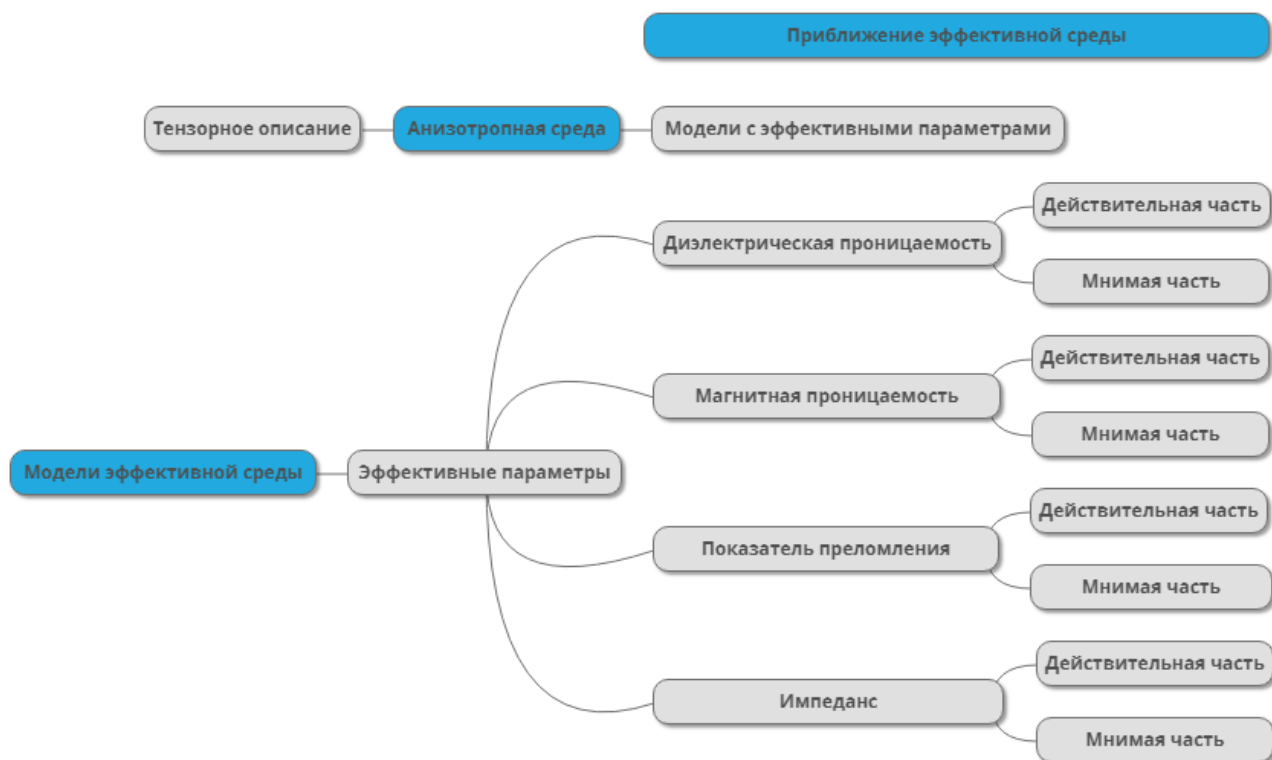 Приближение эффективной среды
Тензорное описание
Анизотропная среда
Модели с эффективными параметрами
Модели эффективной среды
Эффективные параметры
Диэлектрическая проницаемость
Действительная часть
Мнимая часть
Магнитная проницаемость
Действительная часть
Мнимая часть
Показатель преломления
Действительная часть
Мнимая часть
Импеданс
Действительная часть
Мнимая часть